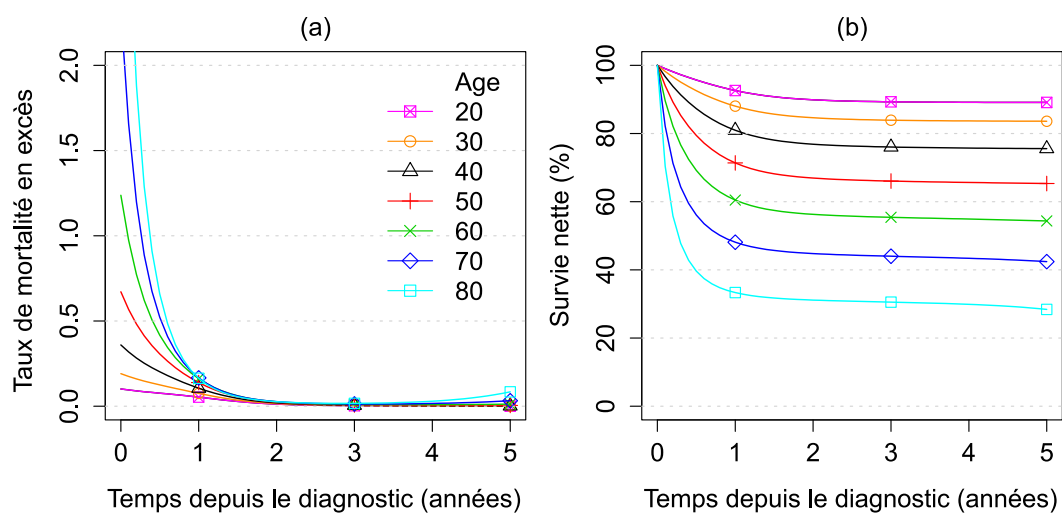 (a)
Taux de mortalité en excès
0.0
0.5
1.0
1.5
2.0
Age
20
30
40
50
60
70
80
0 1 2 3 4 5
Temps depuis le diagnostic (années)
(b)
Survie nette (%)
0
20
40
60
80
100
0 1 2 3 4 5
Temps depuis le diagnostic (années)